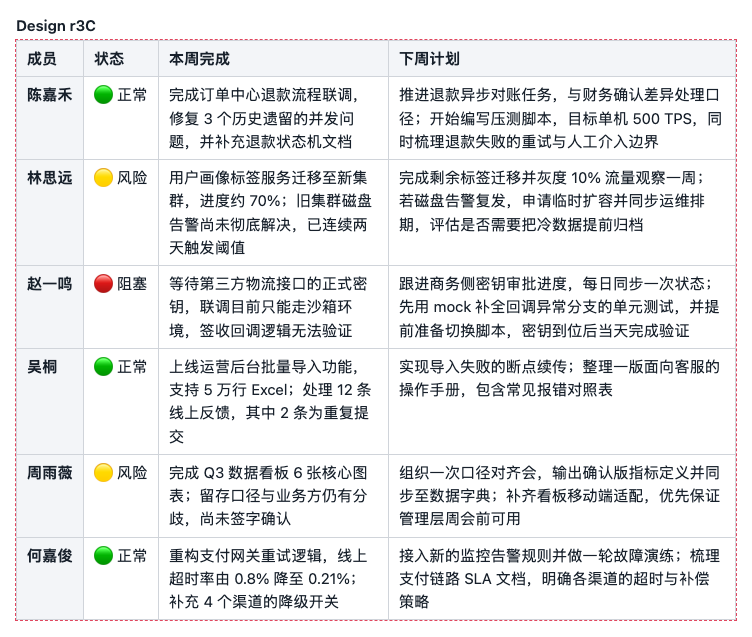 Design r3C
成员 状态 本周完成 下周计划
陈嘉禾 正常 完成订单中心退款流程联调， 推进退款异步对账任务，与财务确认差异处理口
修复 3 个历史遗留的并发问 径；开始编写压测脚本，目标单机 500 TPS，同
题，并补充退款状态机文档 时梳理退款失败的重试与人工介入边界
林思远 风险 用户画像标签服务迁移至新集 完成剩余标签迁移并灰度 10% 流量观察一周；
群，进度约 70%；旧集群磁盘 若磁盘告警复发，申请临时扩容并同步运维排
告警尚未彻底解决，已连续两 期，评估是否需要把冷数据提前归档
天触发阈值
赵一鸣 阻塞 等待第三方物流接口的正式密 跟进商务侧密钥审批进度，每日同步一次状态；
钥，联调目前只能走沙箱环 先用 mock 补全回调异常分支的单元测试，并提
境，签收回调逻辑无法验证 前准备切换脚本，密钥到位后当天完成验证
吴桐 正常 上线运营后台批量导入功能， 实现导入失败的断点续传；整理一版面向客服的
支持 5 万行 Excel；处理 12 条 操作手册，包含常见报错对照表
线上反馈，其中 2 条为重复提
交
周雨薇 风险 完成 Q3 数据看板 6 张核心图 组织一次口径对齐会，输出确认版指标定义并同
表；留存口径与业务方仍有分 步至数据字典；补齐看板移动端适配，优先保证
歧，尚未签字确认 管理层周会前可用
何嘉俊 正常 重构支付网关重试逻辑，线上 接入新的监控告警规则并做一轮故障演练；梳理
超时率由 0.8% 降至 0.21%； 支付链路 SLA 文档，明确各渠道的超时与补偿
补充 4 个渠道的降级开关 策略